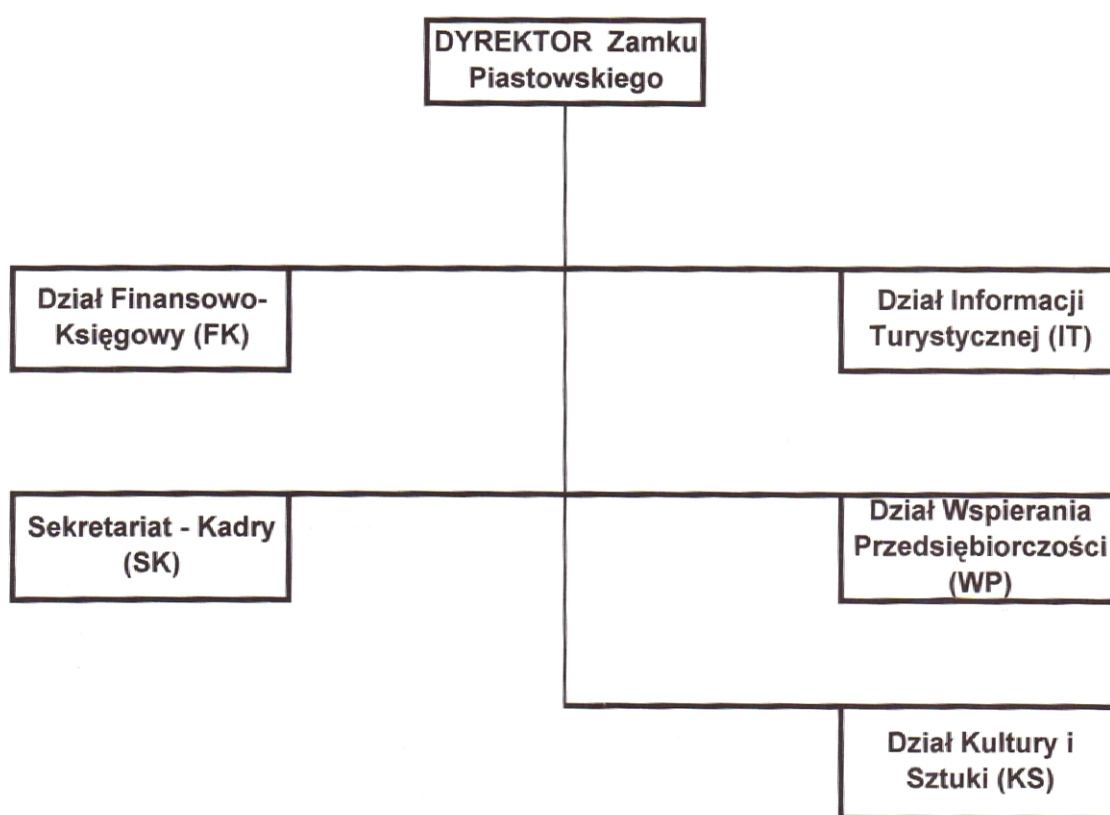 DYREKTOR Zamku
Piastowskiego
Dział Finansowo-
Księgowy (FK)
Dział Informacji
Turystycznej (IT)
Sekretariat - Kadry
(SK)
Dział Wspierania
Przedsiębiorczości
(WP)
Dział Kultury i
Sztuki (KS)